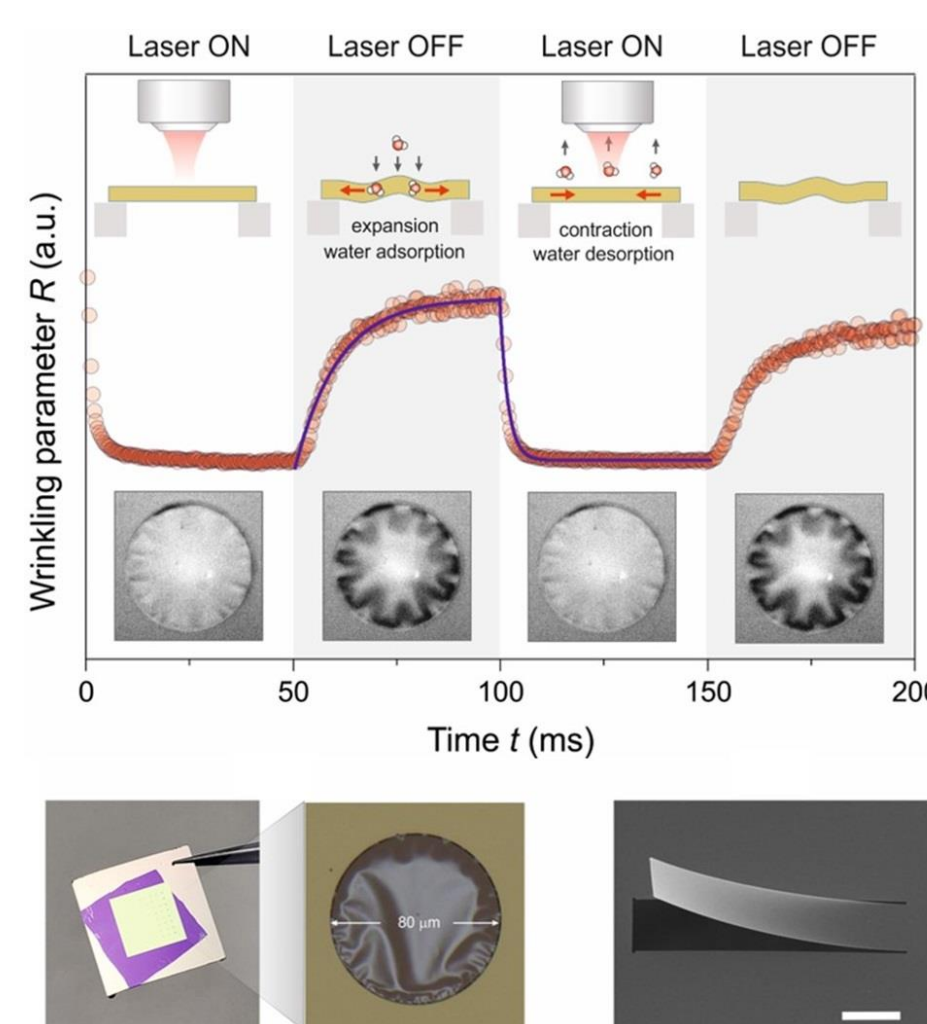 Laser ON
Laser OFF
Laser ON
Laser OFF
expansion
water adsorption
contraction
water desorption
Wrinkling parameter R (a.u.)
0
50
100
150
Time t (ms)
80 μm